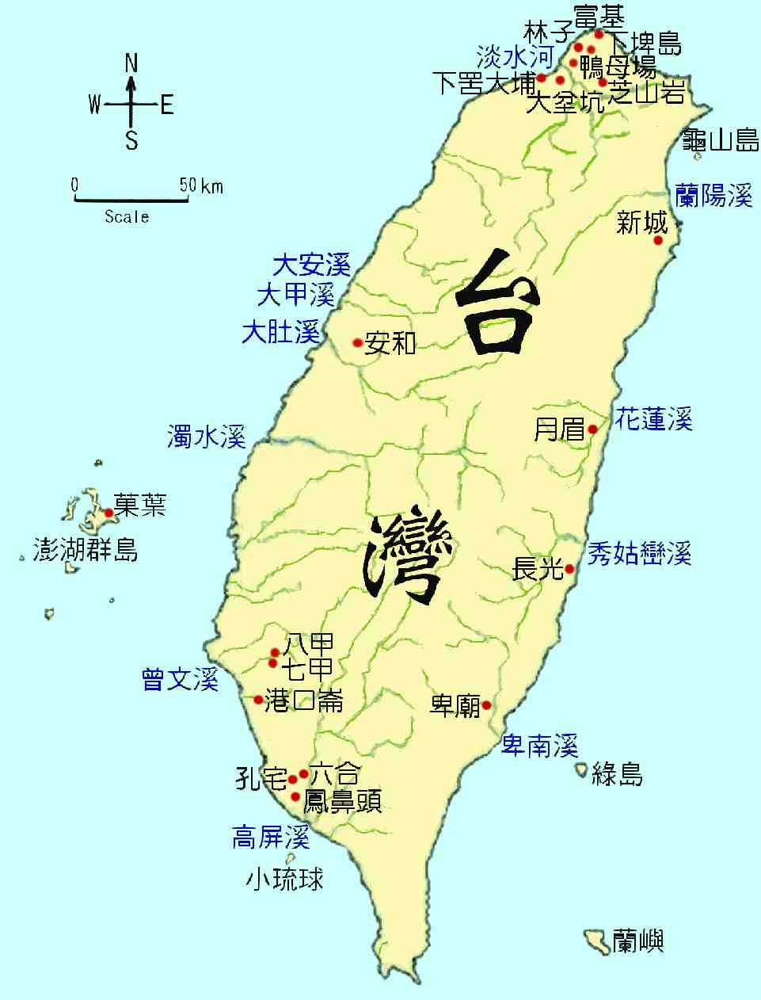 富基
林子
下埤島
淡水河
鴨母場
下罟大埔
芝山岩
大坌坑
N
W
E
S
龜山島
0
50 km
Scale
蘭陽溪
新城
大安溪
大甲溪
台
大肚溪
安和
花蓮溪
月眉
濁水溪
菓葉
澎湖群島
灣
秀姑巒溪
長光
八甲
七甲
曾文溪
港口崙
卑廟
卑南溪
綠島
六合
孔宅
鳳鼻頭
高屏溪
小琉球
蘭嶼